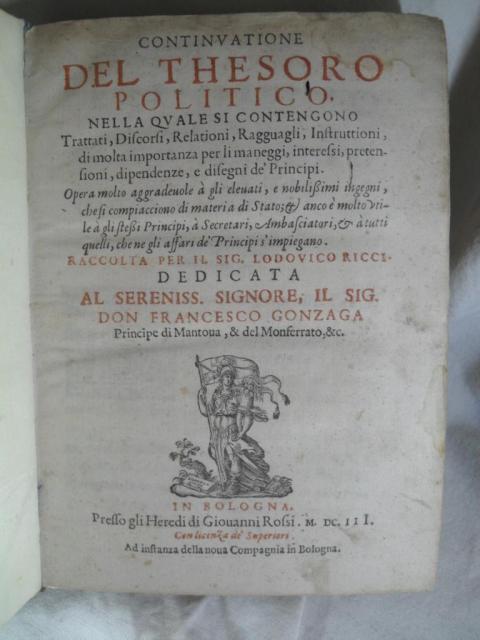 CONTINVATIONE
DEL THESORO
POLITICO,
NELLA QVALE SI CONTENGONO
Trattati, Discorsi, Relationi, Ragguagli, Instruttioni,
di molta importanza per li maneggi, interessi, preten-
sioni, dipendenze, e disegni de' Principi.
Opera molto aggradeuole à gli eleuati, e nobilißimi ingegni,
che si compiacciono di materia di Stato; & anco è molto vti-
le à gli steßi Principi, à Secretari, Ambasciatori, & à tutti
quelli, che ne gli affari de' Principi s'impiegano.
RACCOLTA PER IL SIG. LODOVICO RICCI.
DEDICATA
AL SERENISS. SIGNORE, IL SIG.
DON FRANCESCO GONZAGA
Principe di Mantoua, & del Monferrato, &c.
IN BOLOGNA,
Presso gli Heredi di Giouanni Rossi. M. DC. III.
Con licenza de' Superiori.
Ad instanza della noua Compagnia in Bologna.